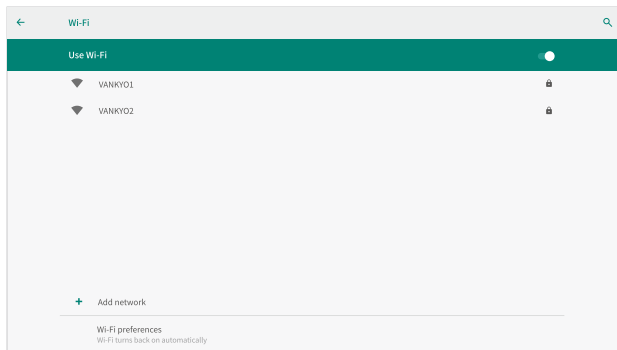 Wi-Fi
Use Wi-Fi
VANKYO1
VANKYO2
Add network
Wi-Fi preferences
Wi-Fi turns back on automatically